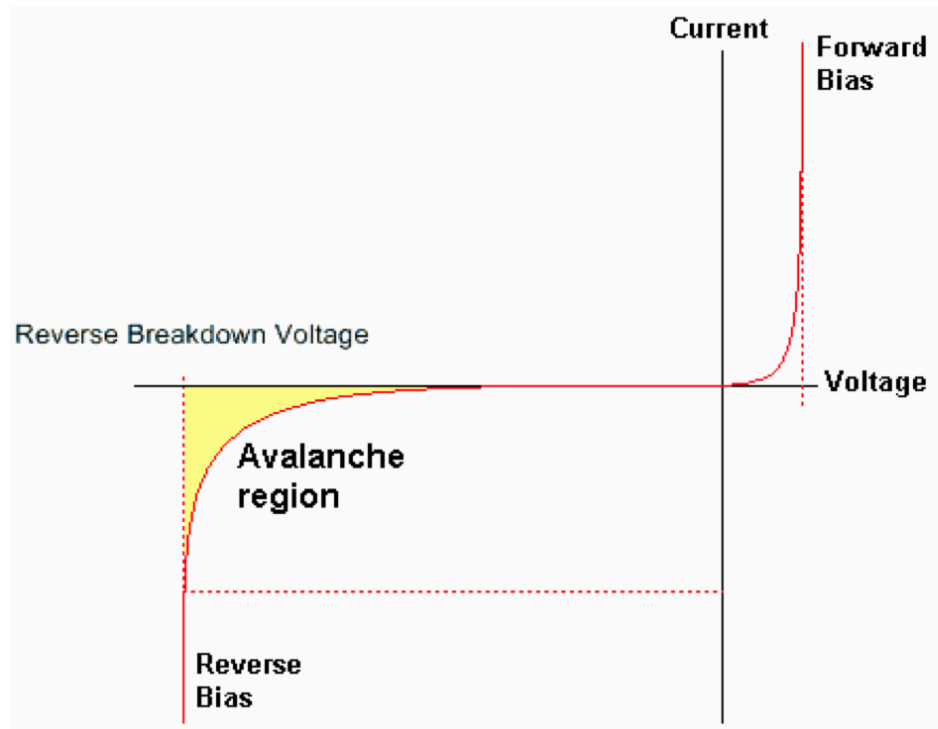 Current
Forward
Bias
Reverse Breakdown Voltage
Voltage
Avalanche
region
Reverse
Bias